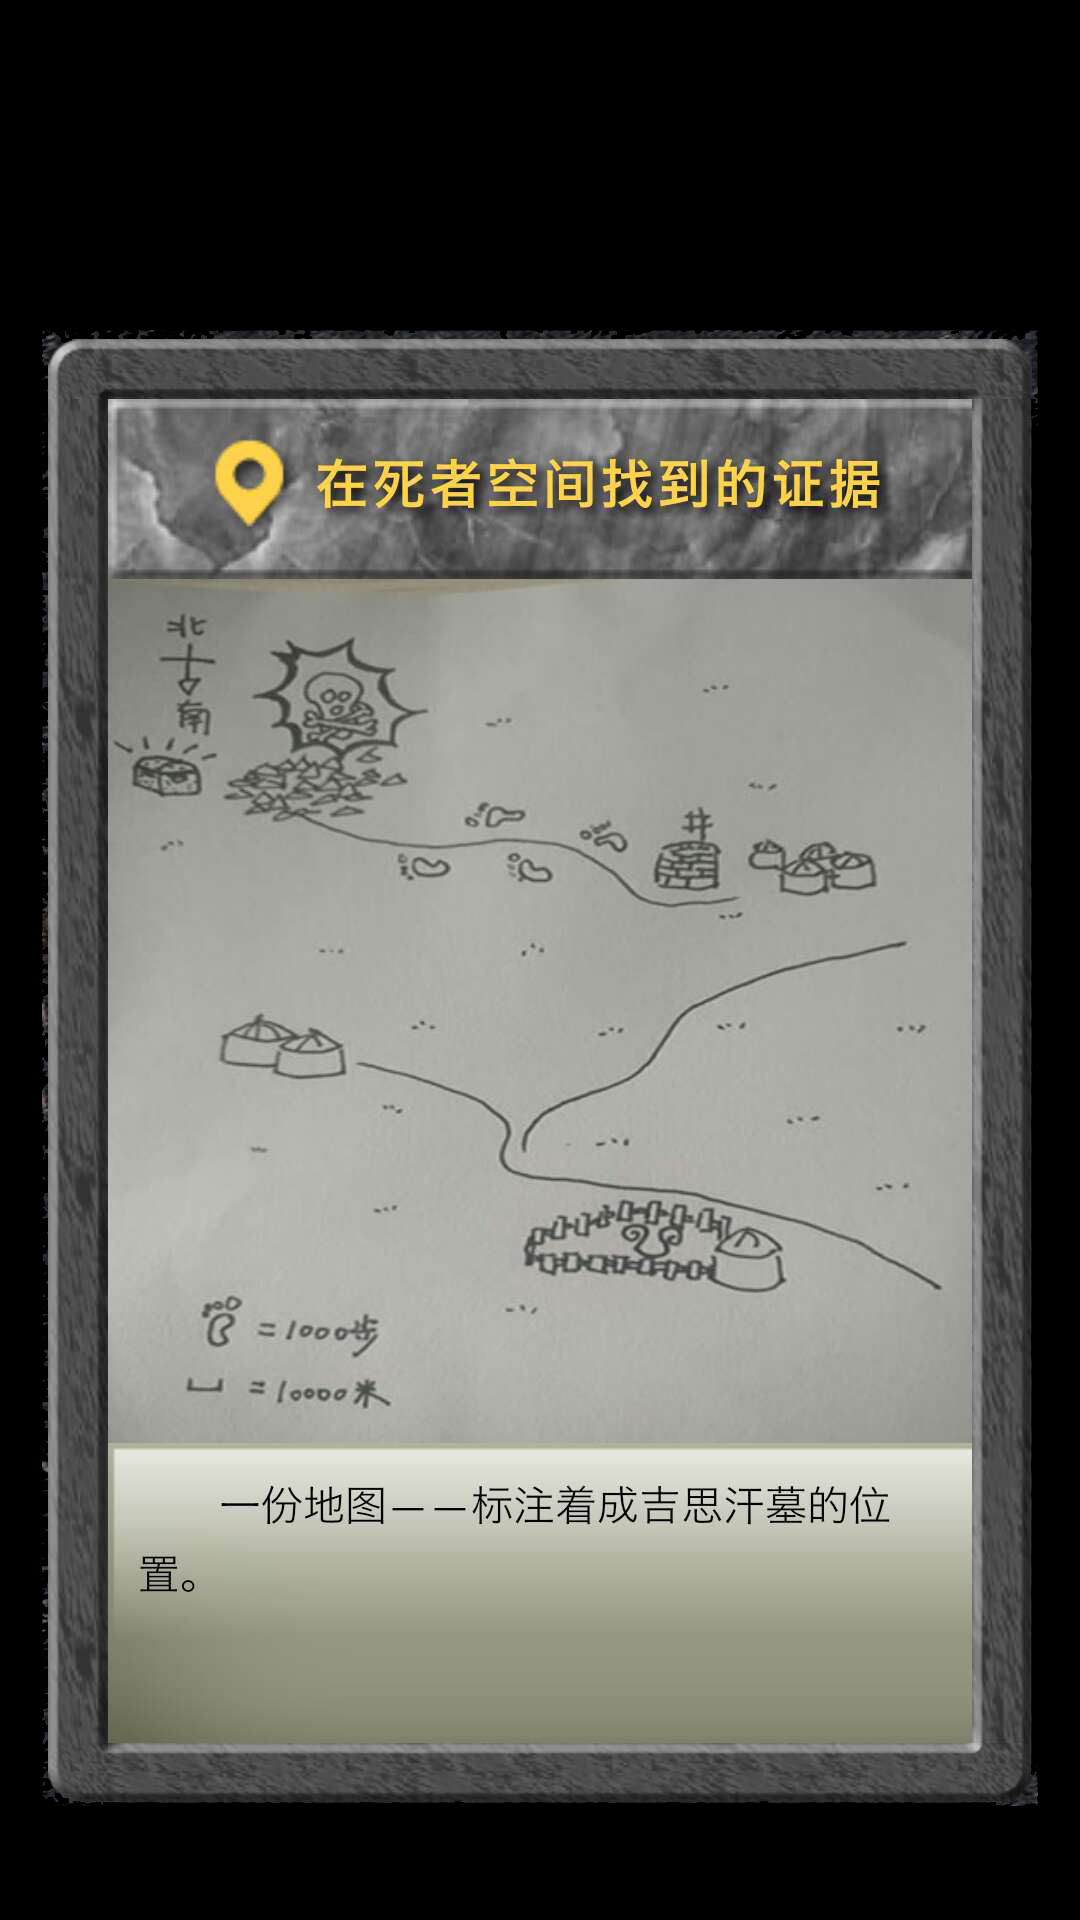 在死者空间找到的证据
北
南
井
=1000步
=10000米
一份地图——标注着成吉思汗墓的位
置。